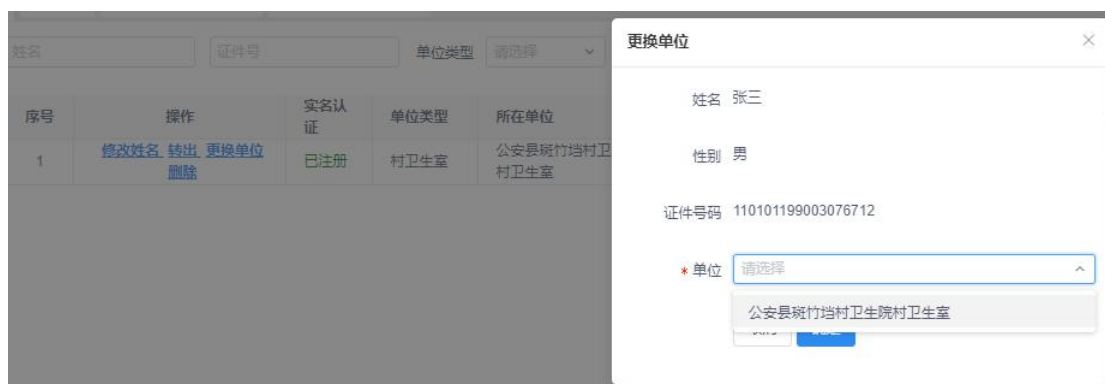 姓名
证件号
单位类型
请选择
序号
操作
实名认
证
单位类型
所在单位
1
修改姓名 转出 更换单位
删除
已注册
村卫生室
公安县斑竹垱村卫
村卫生室
更换单位
姓名 张三
性别 男
证件号码 110101199003076712
* 单位 请选择
公安县斑竹垱村卫生院村卫生室